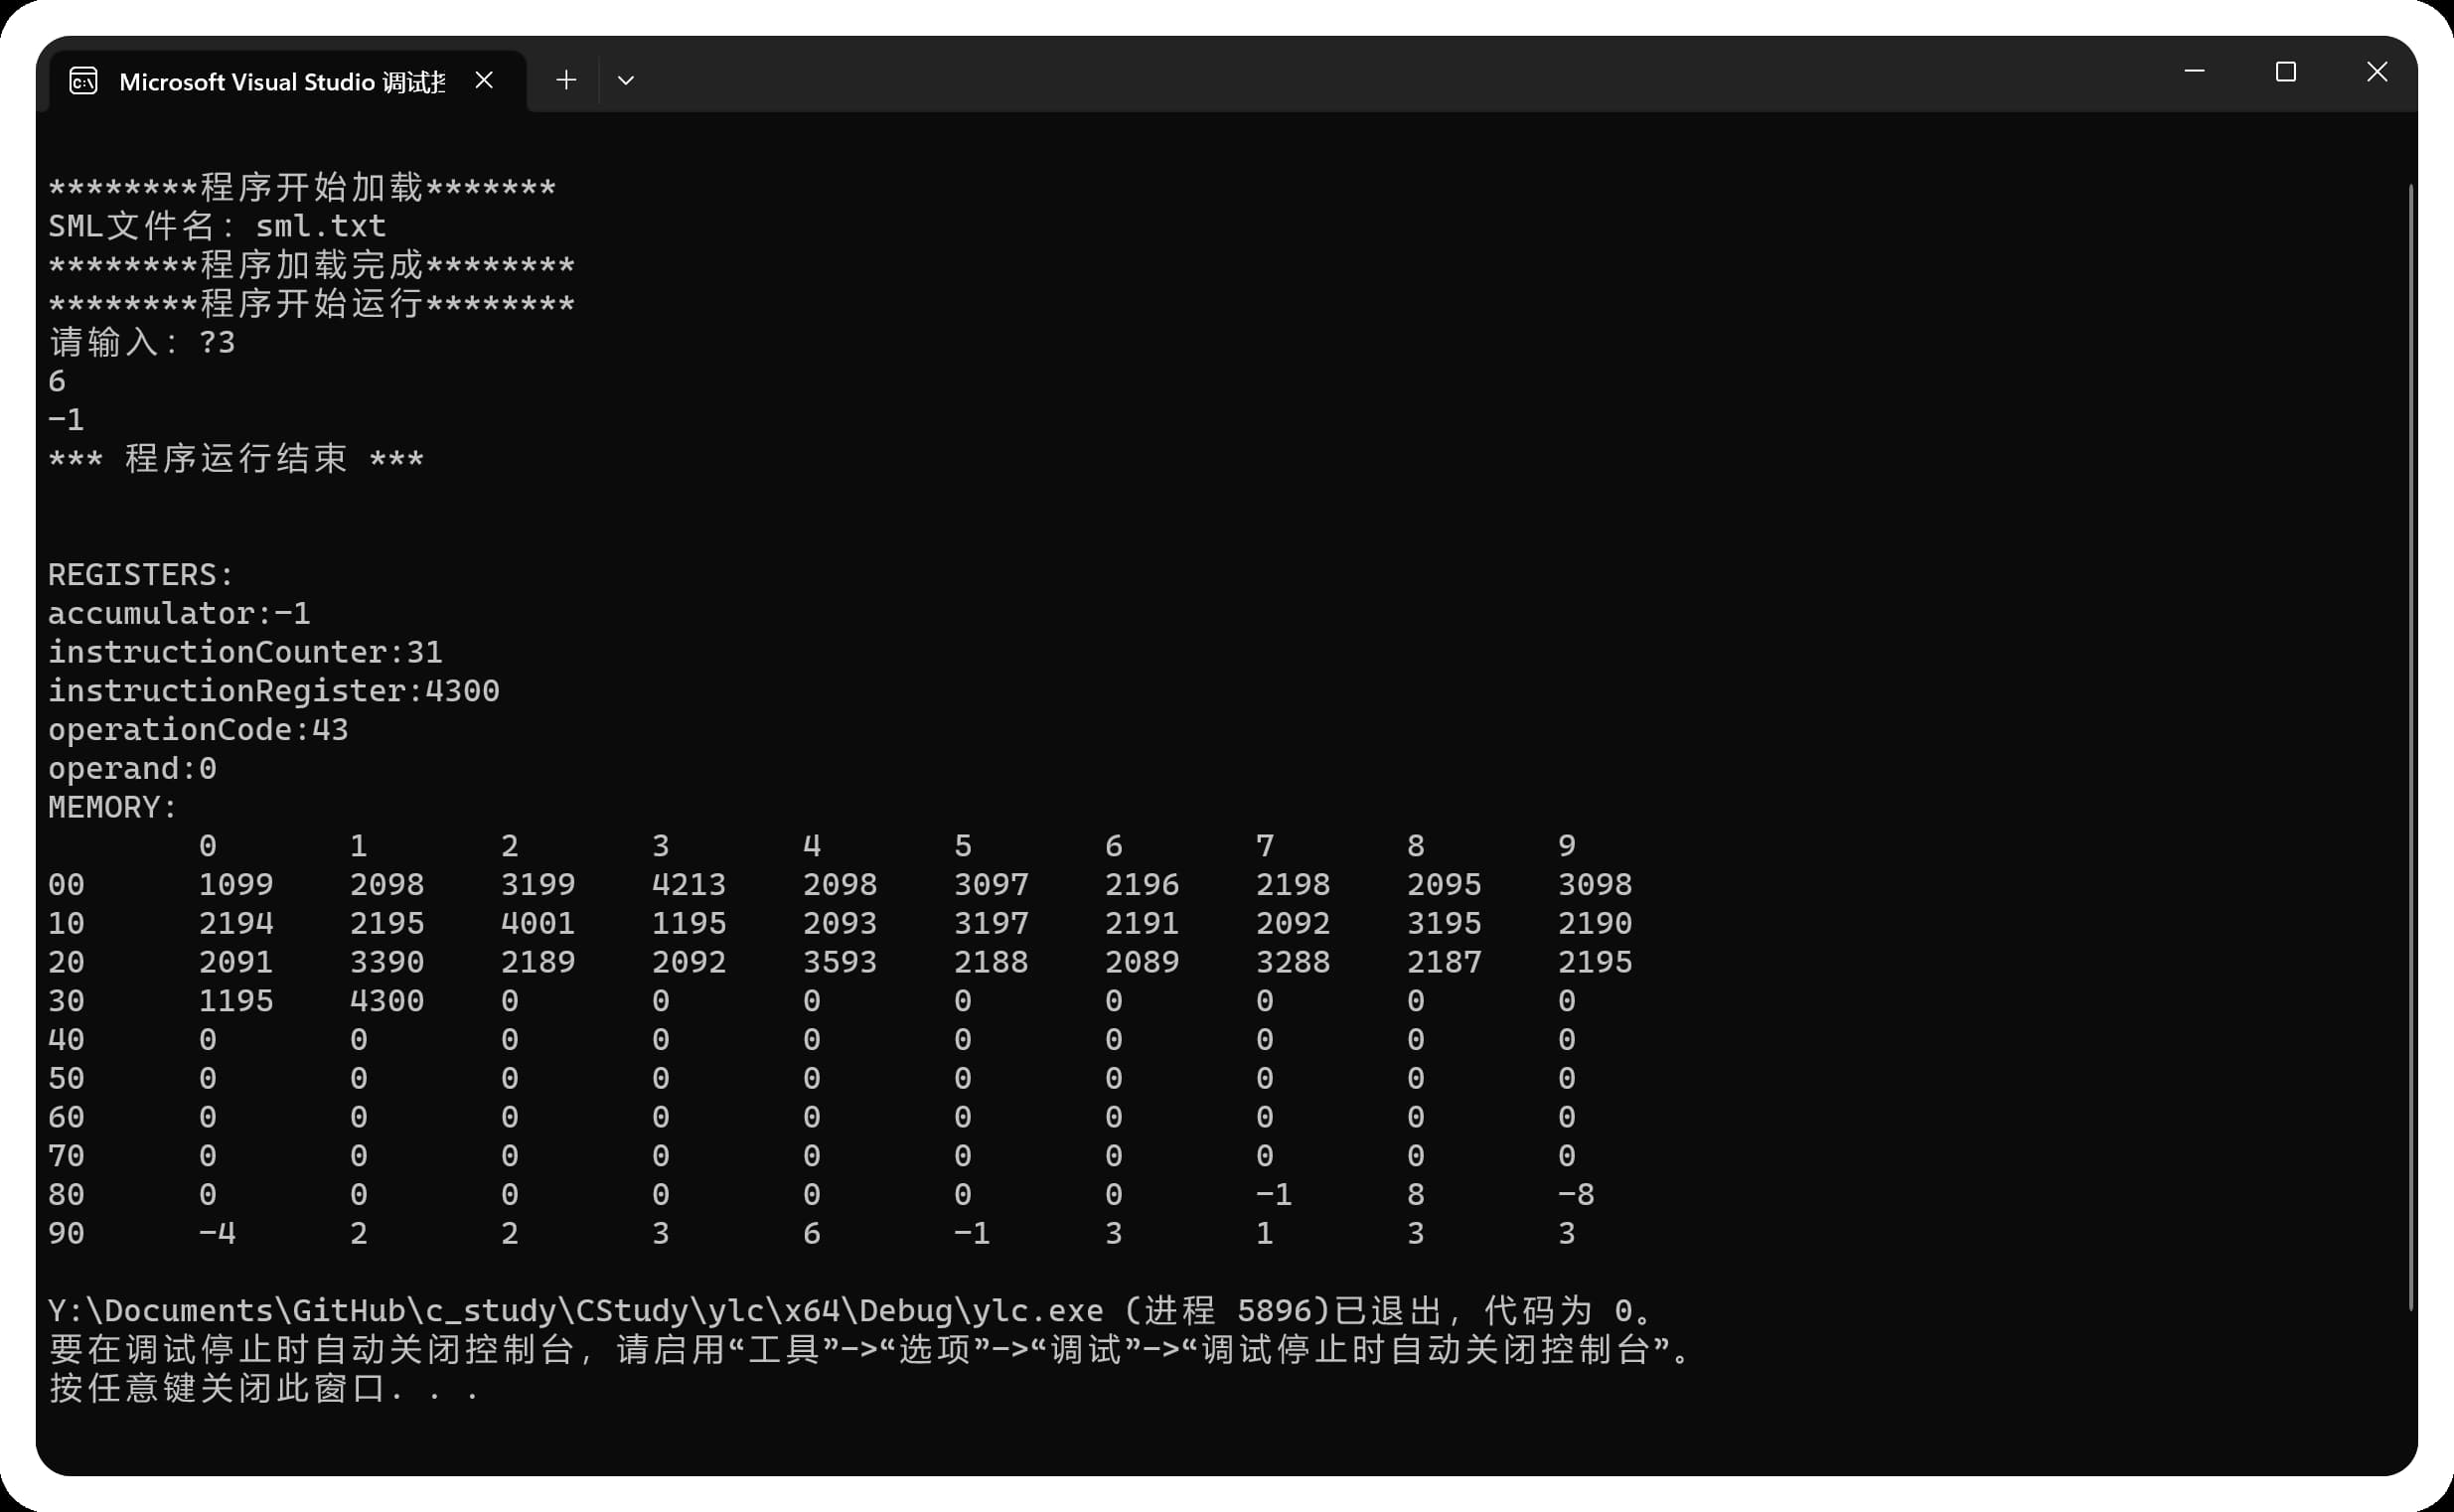 Microsoft Visual Studio 调试控
********程序开始加载*******
SML文件名：sml.txt
********程序加载完成********
********程序开始运行********
请输入：?3
6
-1
*** 程序运行结束 ***
REGISTERS:
accumulator:-1
instructionCounter:31
instructionRegister:4300
operationCode:43
operand:0
MEMORY:
0 1 2 3 4 5 6 7 8 9
00 1099 2098 3199 4213 2098 3097 2196 2198 2095 3098
10 2194 2195 4001 1195 2093 3197 2191 2092 3195 2190
20 2091 3390 2189 2092 3593 2188 2089 3288 2187 2195
30 1195 4300 0 0 0 0 0 0 0 0
40 0 0 0 0 0 0 0 0 0 0
50 0 0 0 0 0 0 0 0 0 0
60 0 0 0 0 0 0 0 0 0 0
70 0 0 0 0 0 0 0 0 0 0
80 0 0 0 0 0 0 0 -1 8 -8
90 -4 2 2 3 6 -1 3 1 3 3
Y:\Documents\GitHub\c_study\CStudy\ylc\x64\Debug\ylc.exe (进程 5896)已退出，代码为 0。
要在调试停止时自动关闭控制台，请启用“工具”->“选项”->“调试”->“调试停止时自动关闭控制台”。
按任意键关闭此窗口. . .